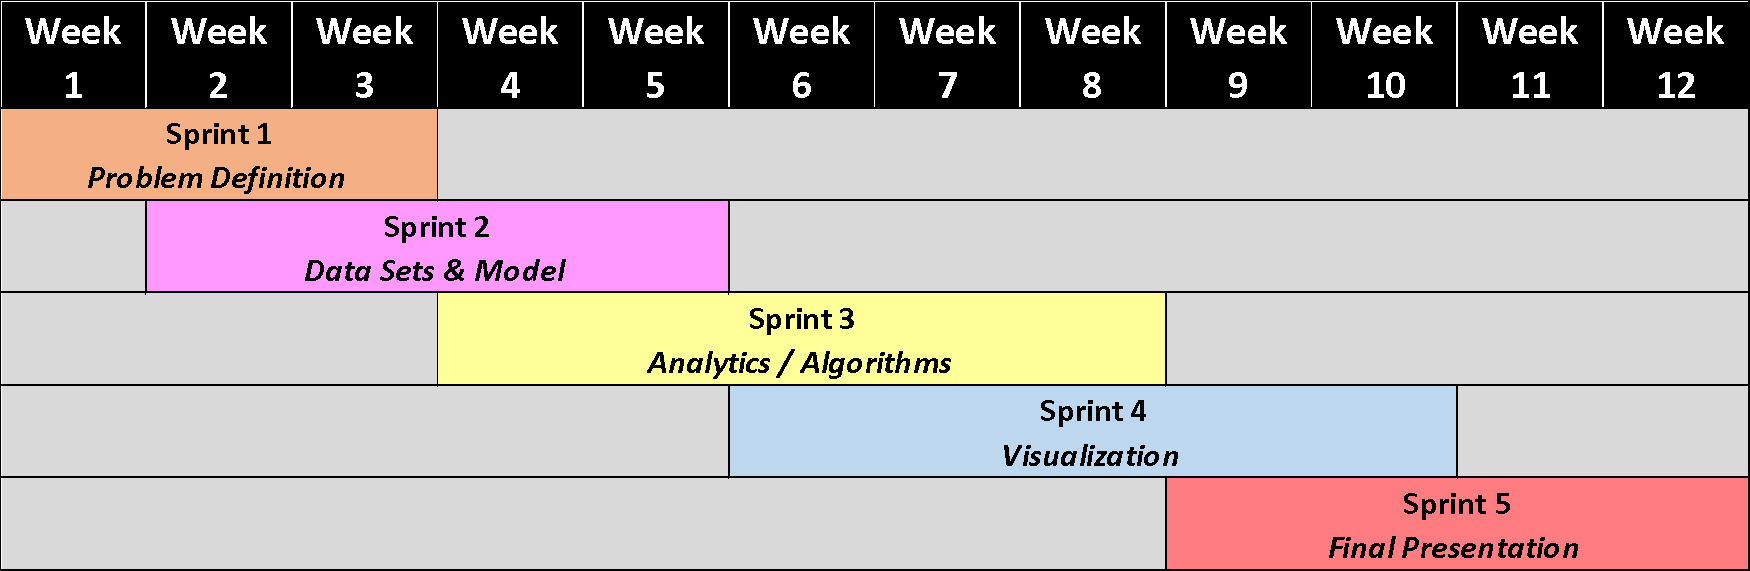 Week Week Week Week Week Week Week Week Week Week Week Week
1 2 3 4 5 6 7 8 9 10 11 12
Sprint 1
Problem Definition
Sprint 2
Data Sets & Model
Sprint 3
Analytics / Algorithms
Sprint 4
Visualization
Sprint 5
Final Presentation